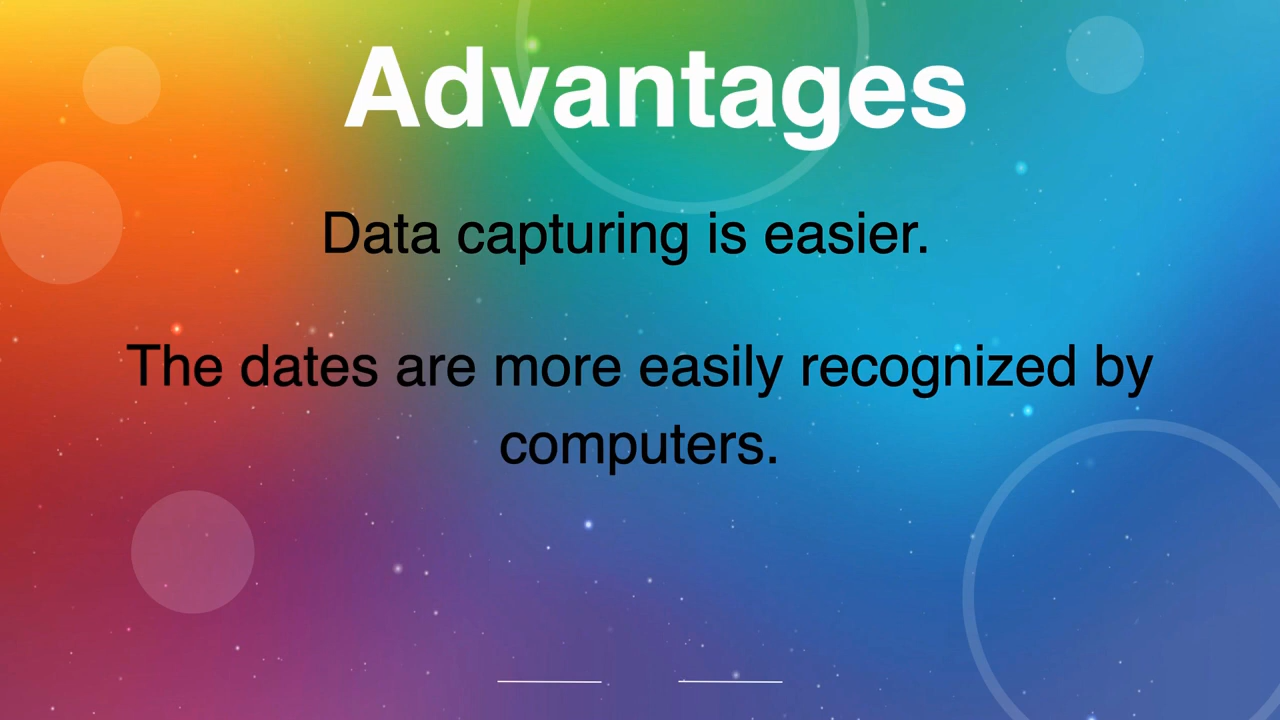 Advantages
Data capturing is easier.
The dates are more easily recognized by
computers.